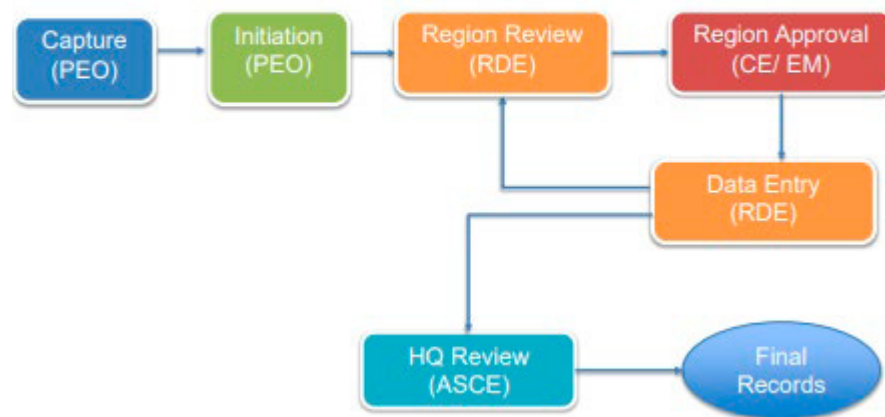 Capture
(PEO)
Initiation
(PEO)
Region Review
(RDE)
Region Approval
(CE/ EM)
Data Entry
(RDE)
HQ Review
(ASCE)
Final
Records